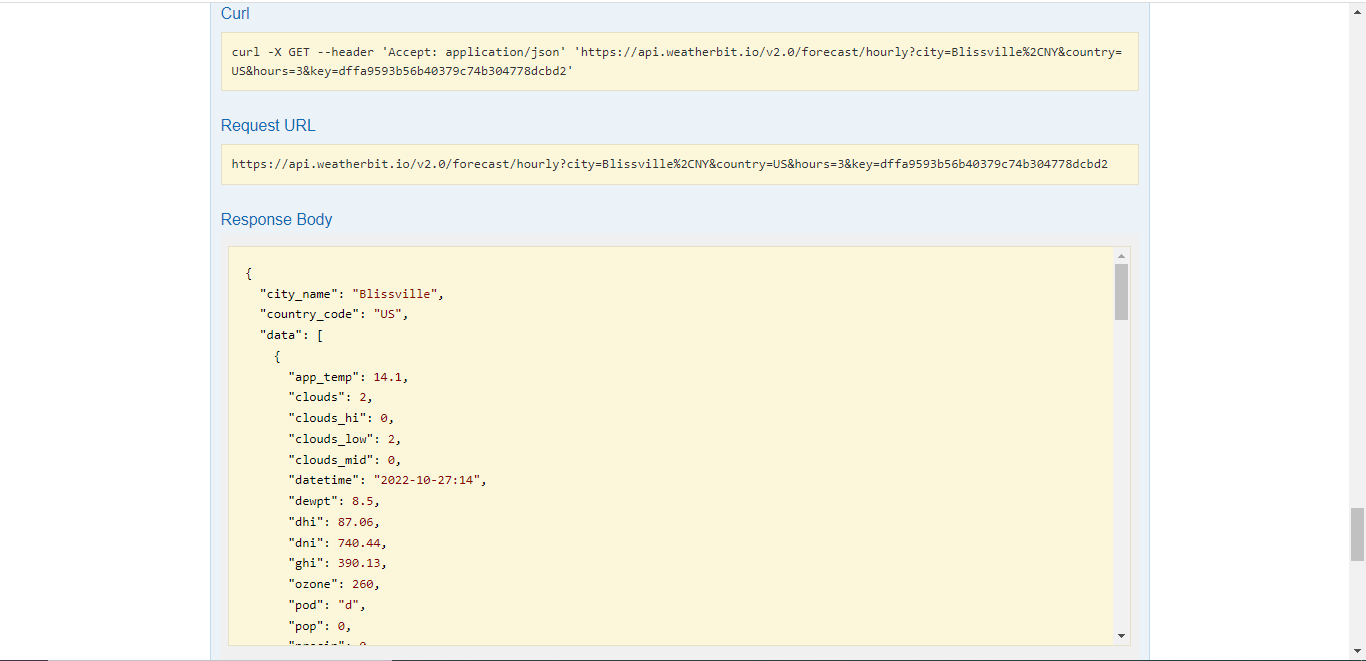 Curl
curl -X GET --header 'Accept: application/json' 'https://api.weatherbit.io/v2.0/forecast/hourly?city=Blissville%2CNY&country=
US&hours=3&key=dffa9593b56b40379c74b304778dcbd2'
Request URL
https://api.weatherbit.io/v2.0/forecast/hourly?city=Blissville%2CNY&country=US&hours=3&key=dffa9593b56b40379c74b304778dcbd2
Response Body
{
"city_name": "Blissville",
"country_code": "US",
"data": [
{
"app_temp": 14.1,
"clouds": 2,
"clouds_hi": 0,
"clouds_low": 2,
"clouds_mid": 0,
"datetime": "2022-10-27:14",
"dewpt": 8.5,
"dhi": 87.06,
"dni": 740.44,
"ghi": 390.13,
"ozone": 260,
"pod": "d",
"pop": 0,